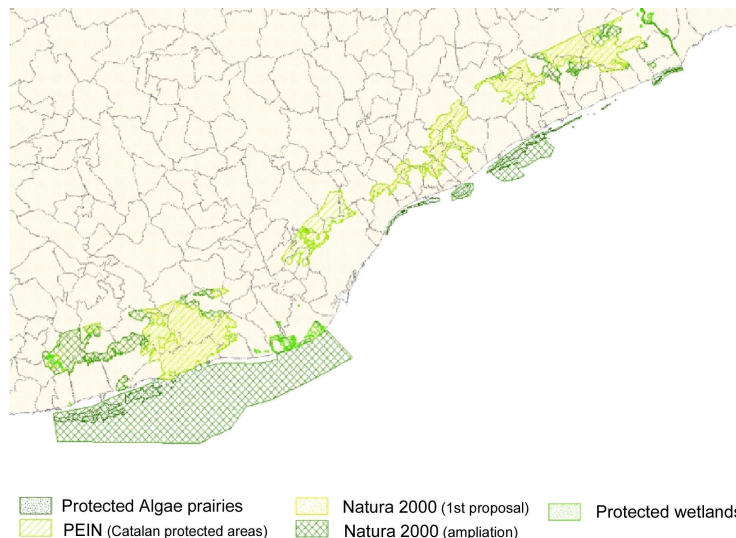 Protected Algae prairies
PEIN (Catalan protected areas)
Natura 2000 (1st proposal)
Natura 2000 (ampliation)
Protected wetlands